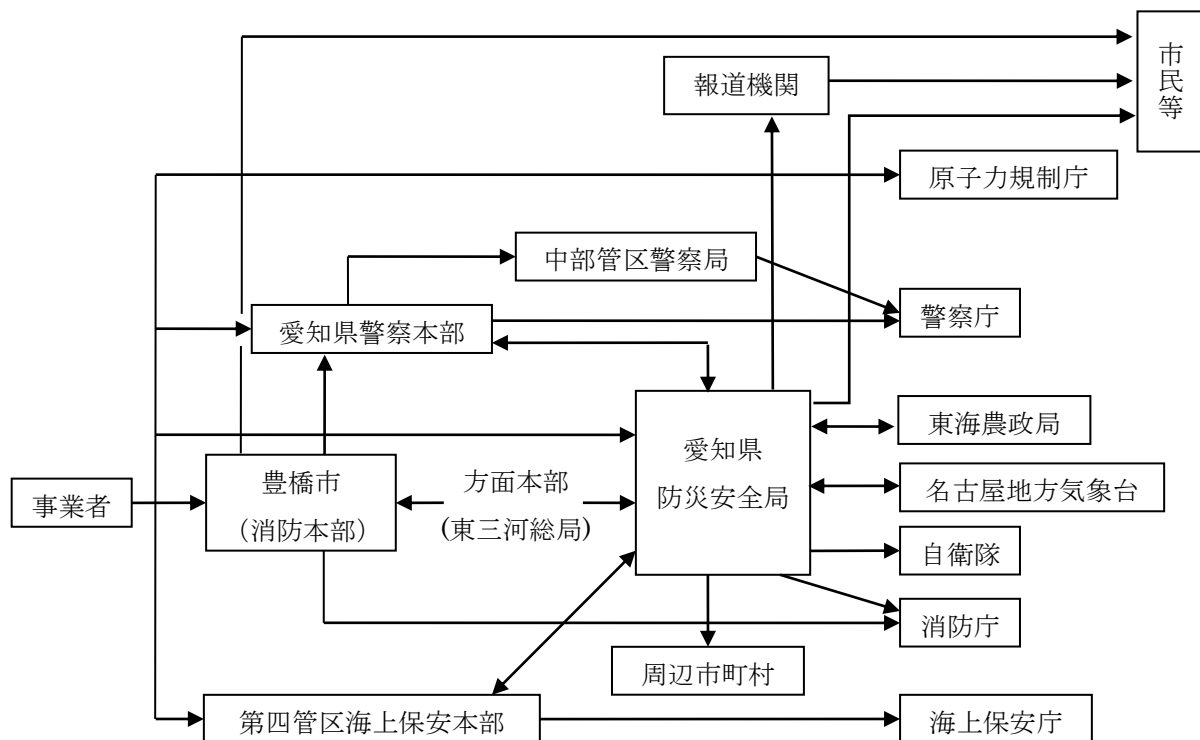 市民等
報道機関
原子力規制庁
中部管区警察局
警察庁
愛知県警察本部
愛知県
防災安全局
東海農政局
事業者
豊橋市
(消防本部)
方面本部
(東三河総局)
名古屋地方気象台
自衛隊
消防庁
周辺市町村
第四管区海上保安本部
海上保安庁